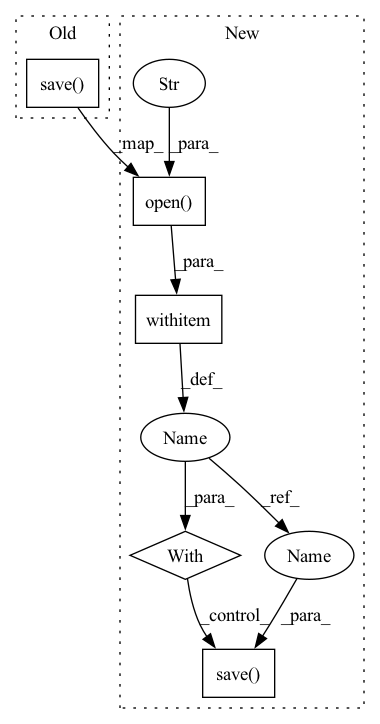 Old
New
save()
Str
_map_
_para_
open()
_para_
withitem
_def_
Name
_para_
_ref_
With
Name
_control_
_para_
save()